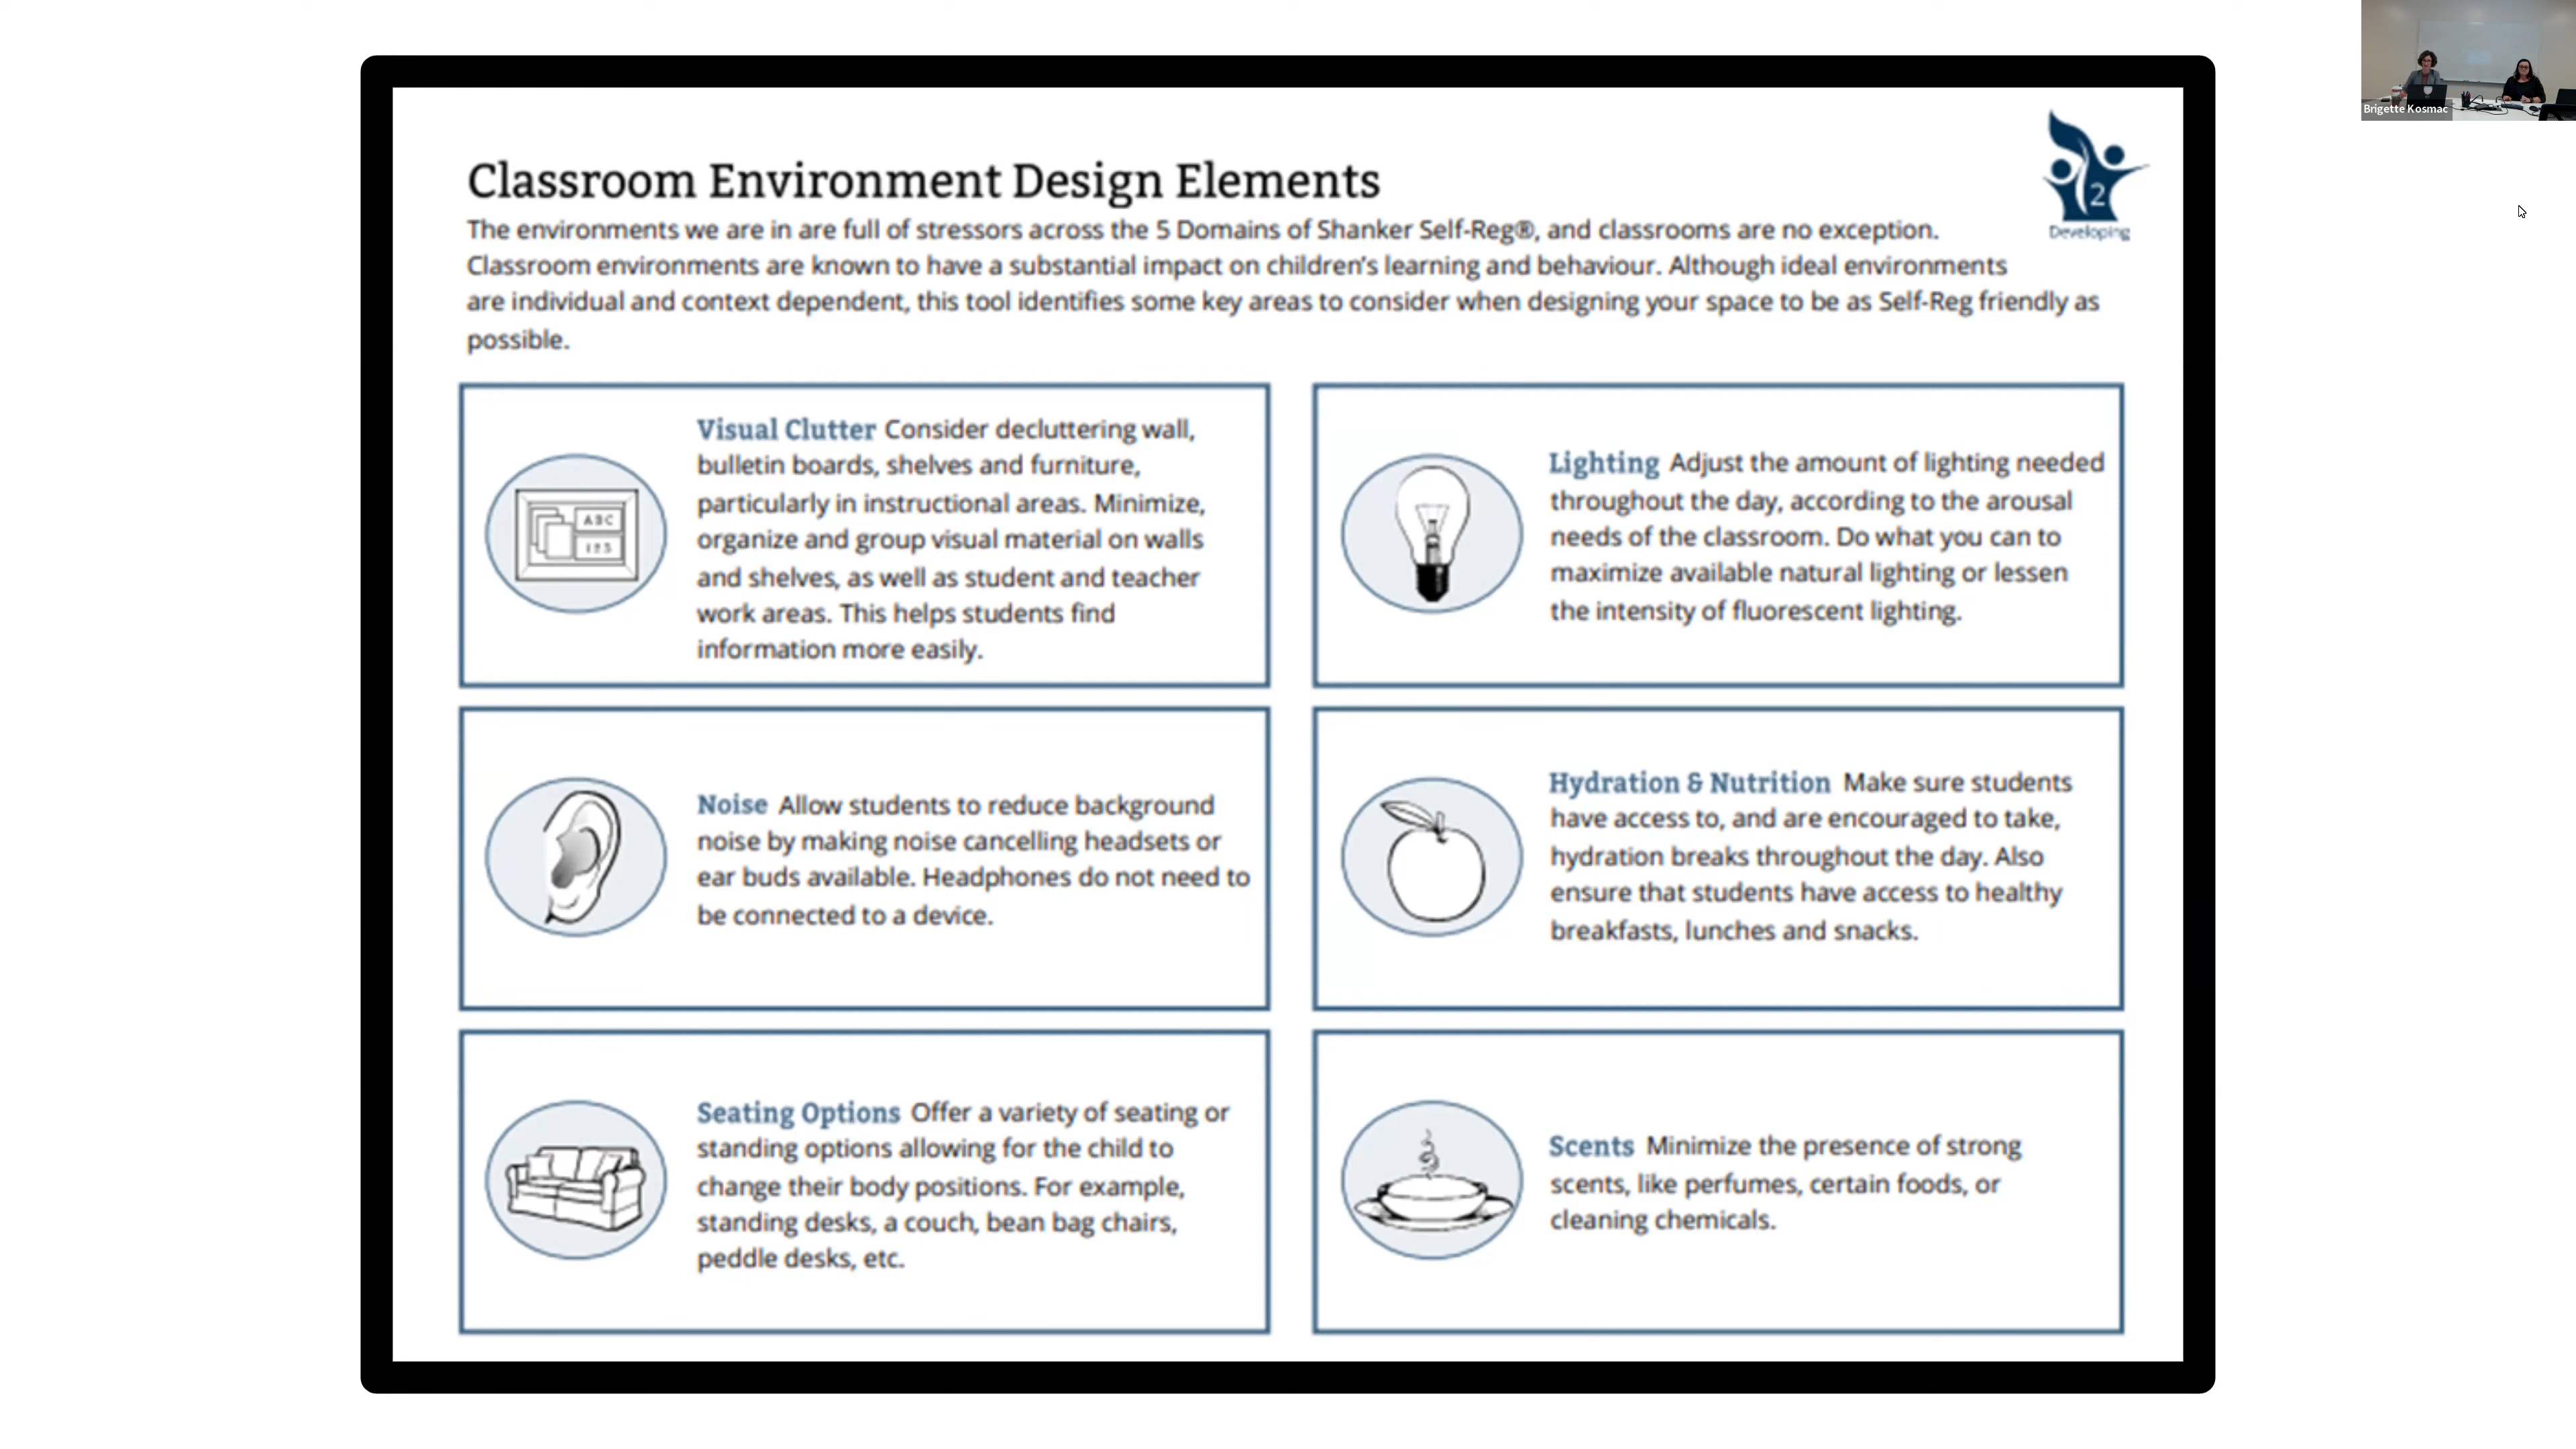 Brigette Kosmac
2
Developing
Classroom Environment Design Elements
The environments we are in are full of stressors across the 5 Domains of Shanker Self-Reg®, and classrooms are no exception.
Classroom environments are known to have a substantial impact on children's learning and behaviour. Although ideal environments
are individual and context dependent, this tool identifies some key areas to consider when designing your space to be as Self-Reg friendly as
possible.
ABC
123
Visual Clutter Consider decluttering wall,
bulletin boards, shelves and furniture,
particularly in instructional areas. Minimize,
organize and group visual material on walls
and shelves, as well as student and teacher
work areas. This helps students find
information more easily.
Lighting Adjust the amount of lighting needed
throughout the day, according to the arousal
needs of the classroom. Do what you can to
maximize available natural lighting or lessen
the intensity of fluorescent lighting.
Noise Allow students to reduce background
noise by making noise cancelling headsets or
ear buds available. Headphones do not need to
be connected to a device.
Hydration & Nutrition Make sure students
have access to, and are encouraged to take,
hydration breaks throughout the day. Also
ensure that students have access to healthy
breakfasts, lunches and snacks.
Seating Options Offer a variety of seating or
standing options allowing for the child to
change their body positions. For example,
standing desks, a couch, bean bag chairs,
peddle desks, etc.
Scents Minimize the presence of strong
scents, like perfumes, certain foods, or
cleaning chemicals.